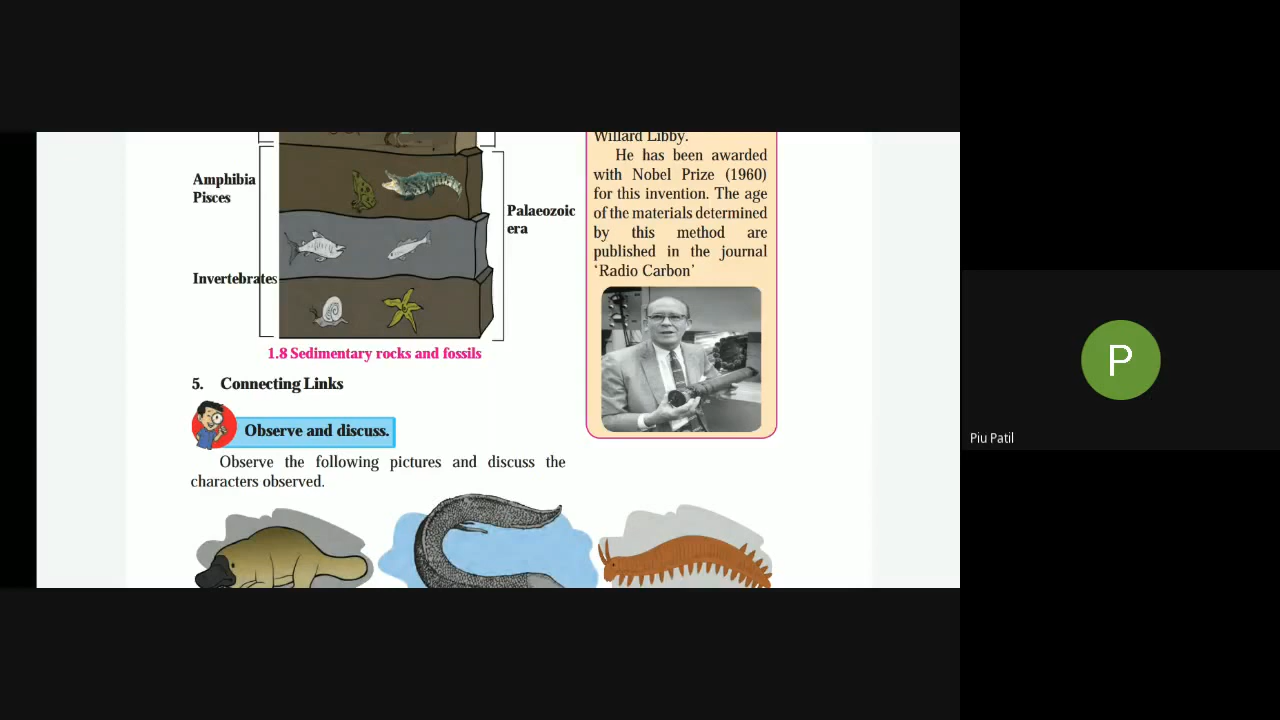 Amphibia
Pisces
Palaeozoic
era
Invertebrates
1.8 Sedimentary rocks and fossils
5. Connecting Links
Observe and discuss.
Observe the following pictures and discuss the
characters observed.
Willard Libby.
He has been awarded
with Nobel Prize (1960)
for this invention. The age
of the materials determined
by this method are
published in the journal
‘Radio Carbon’
P
Piu Patil